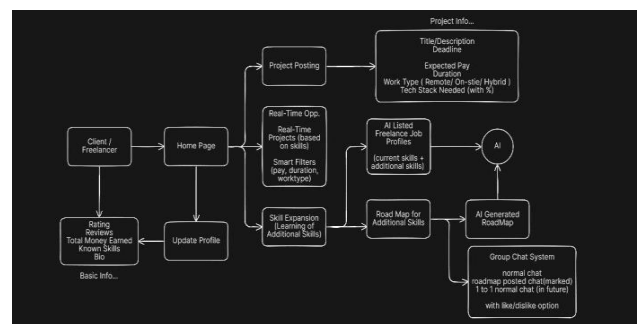 Project Info...
Title/Description
Deadline
Expected Pay
Duration
Work Type ( Remote/ On-stie/ Hybrid )
Tech Stack Needed (with %)
Project Posting
Real-Time Opp.
Real-Time
Projects (based
on skills)
Smart Filters
(pay, duration,
worktype)
Client /
Freelancer
Home Page
AI Listed
Freelance Job
Profiles
(current skills +
additional skills)
AI
Skill Expansion
(Learning of
Additional Skills)
Road Map for
Additional Skills
AI Generated
RoadMap
Rating
Reviews
Total Money Earned
Known Skills
Bio
Update Profile
Basic Info...
Group Chat System
normal chat
roadmap posted chat(marked)
1 to 1 normal chat (in future)
with like/dislike option